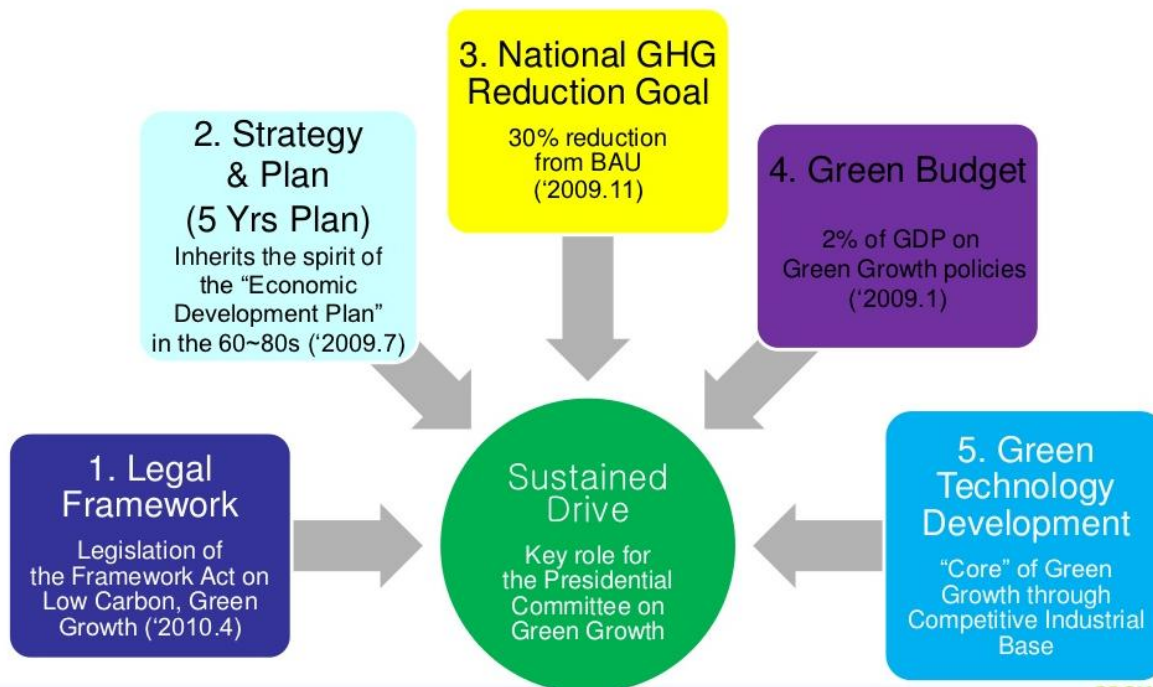 1. Legal
Framework
Legislation of
the Framework Act on
Low Carbon, Green
Growth (‘2010.4)
2. Strategy
& Plan
(5 Yrs Plan)
Inherits the spirit of
the “Economic
Development Plan”
in the 60~80s (‘2009.7)
3. National GHG
Reduction Goal
30% reduction
from BAU
(‘2009.11)
4. Green Budget
2% of GDP on
Green Growth policies
(‘2009.1)
5. Green
Technology
Development
“Core” of Green
Growth through
Competitive Industrial
Base
Sustained
Drive
Key role for
the Presidential
Committee on
Green Growth